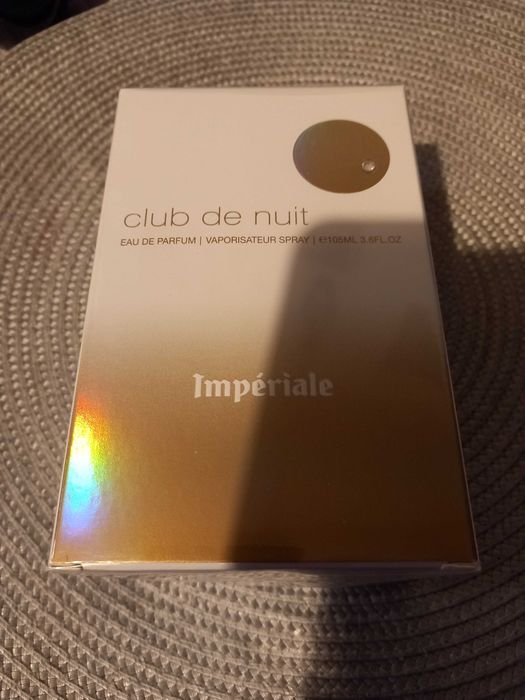 club de nuit
EAU DE PARFUM | VAPORISATEUR SPRAY | ℮105ML 3.6FL.OZ
Impériale